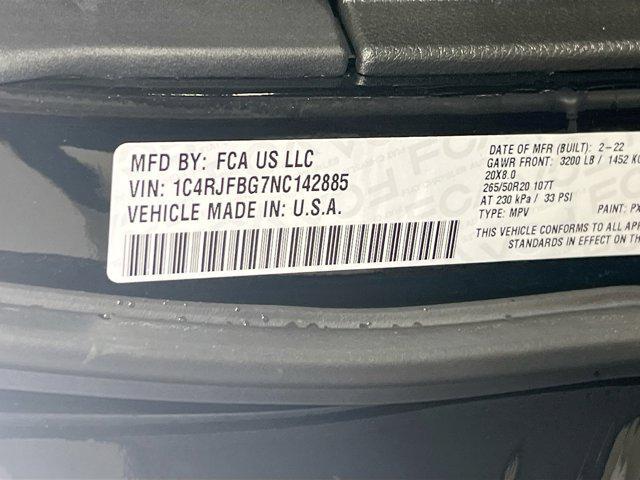 MFD BY: FCA US LLC
VIN: 1C4RJFBG7NC142885
VEHICLE MADE IN: U.S.A.
DATE OF MFR (BUILT): 2-22
GAWR FRONT: 3200 LB / 1452 KG
20X8.0
265/50R20 107T
AT 230 kPa / 33 PSI
TYPE: MPV PAINT: PX
THIS VEHICLE CONFORMS TO ALL APP
STANDARDS IN EFFECT ON THE